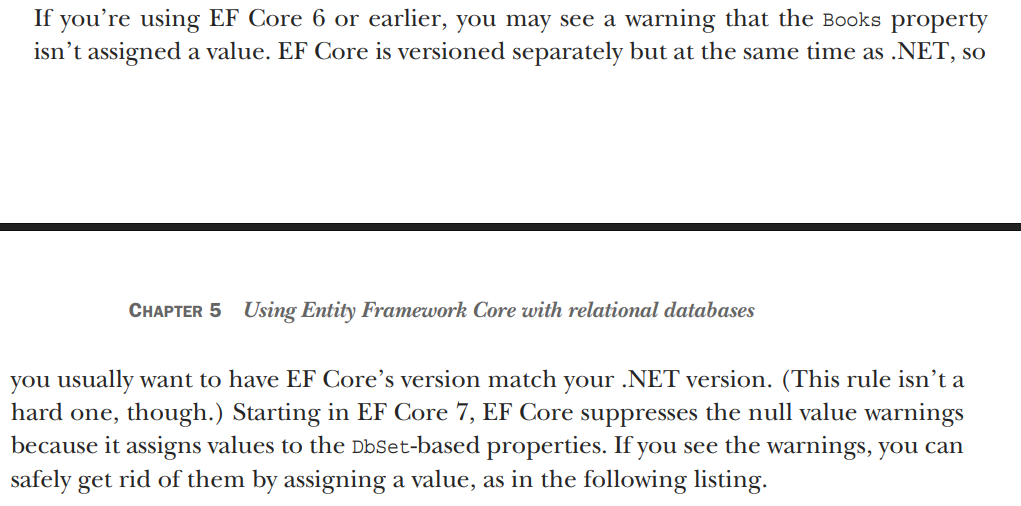 If you’re using EF Core 6 or earlier, you may see a warning that the Books property
isn’t assigned a value. EF Core is versioned separately but at the same time as .NET, so
CHAPTER 5 Using Entity Framework Core with relational databases
you usually want to have EF Core’s version match your .NET version. (This rule isn’t a
hard one, though.) Starting in EF Core 7, EF Core suppresses the null value warnings
because it assigns values to the DbSet-based properties. If you see the warnings, you can
safely get rid of them by assigning a value, as in the following listing.